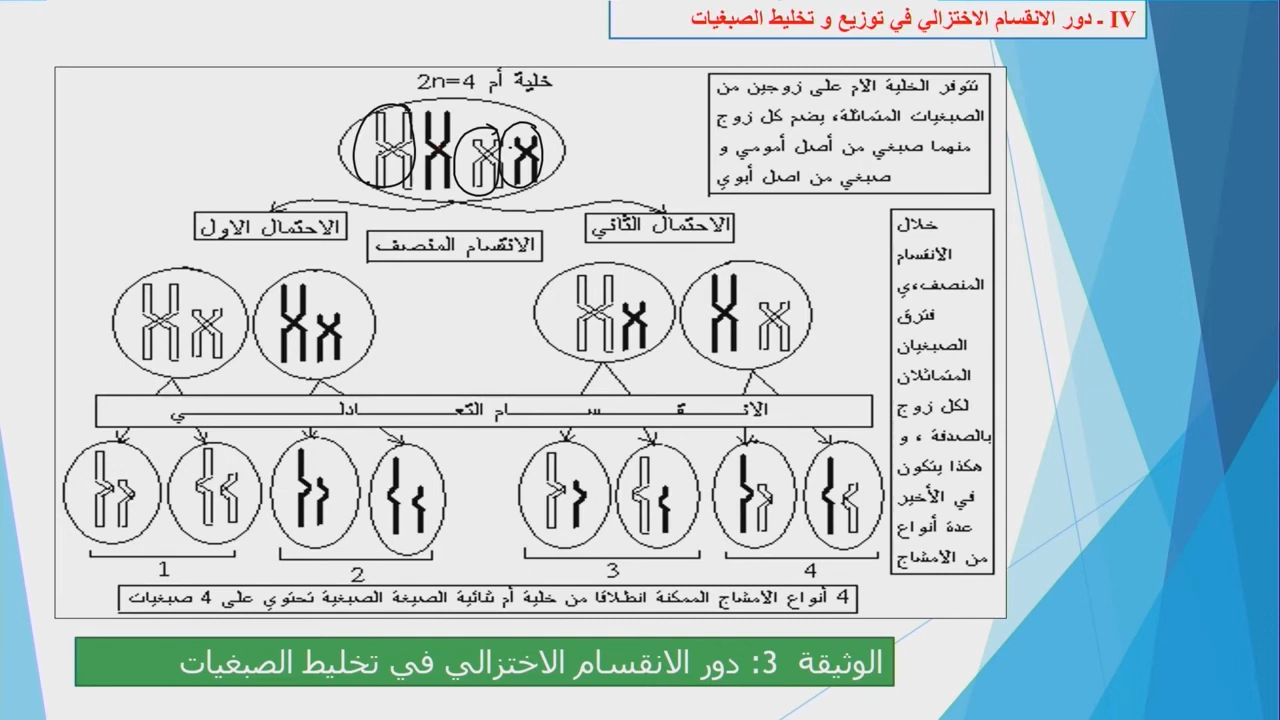 IV ـ دور الانقسام الاختزالي في توزيع و تخليط الصبغيات
خلية أم 2n=4
تتوفر الخلية الأم على زوجين من
الصبغيات المتماثلة، يضم كل زوج
منهما صبغي من أصل أمومي و
صبغي من اصل أبوي
الاحتمال الاول
الاحتمال الثاني
الانقسام المنصف
خلال
الانقسام
المنصف،ي
فترق
الصبغيان
المتماثلان
لكل زوج
بالصدفة ، و
هكذا يتكون
في الأخير
عدة أنواع
من الأمشاج
الانـقـسـام التعـادلـي
1
2
3
4
4 أنواع الأمشاج الممكنة انطلاقا من خلية أم ثنائية الصيغة الصبغية تحتوي على 4 صبغيات
الوثيقة 3: دور الانقسام الاختزالي في تخليط الصبغيات